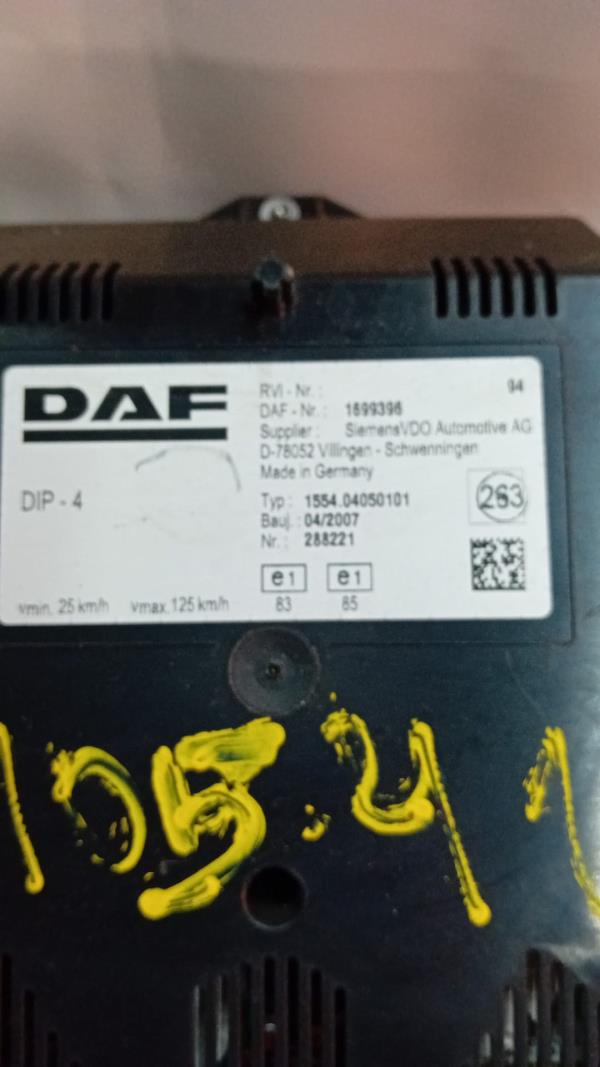 DAF
RVI - Nr. : 94
DAF - Nr. : 1699396
Supplier : SiemensVDO Automotive AG
D-78052 Villingen - Schwenningen
Made in Germany
DIP - 4
Typ : 1554.04050101
Bauj. : 04/2007
Nr. : 288221
263
e1 e1
83 85
vmin. 25 km/h vmax. 125 km/h
105.41